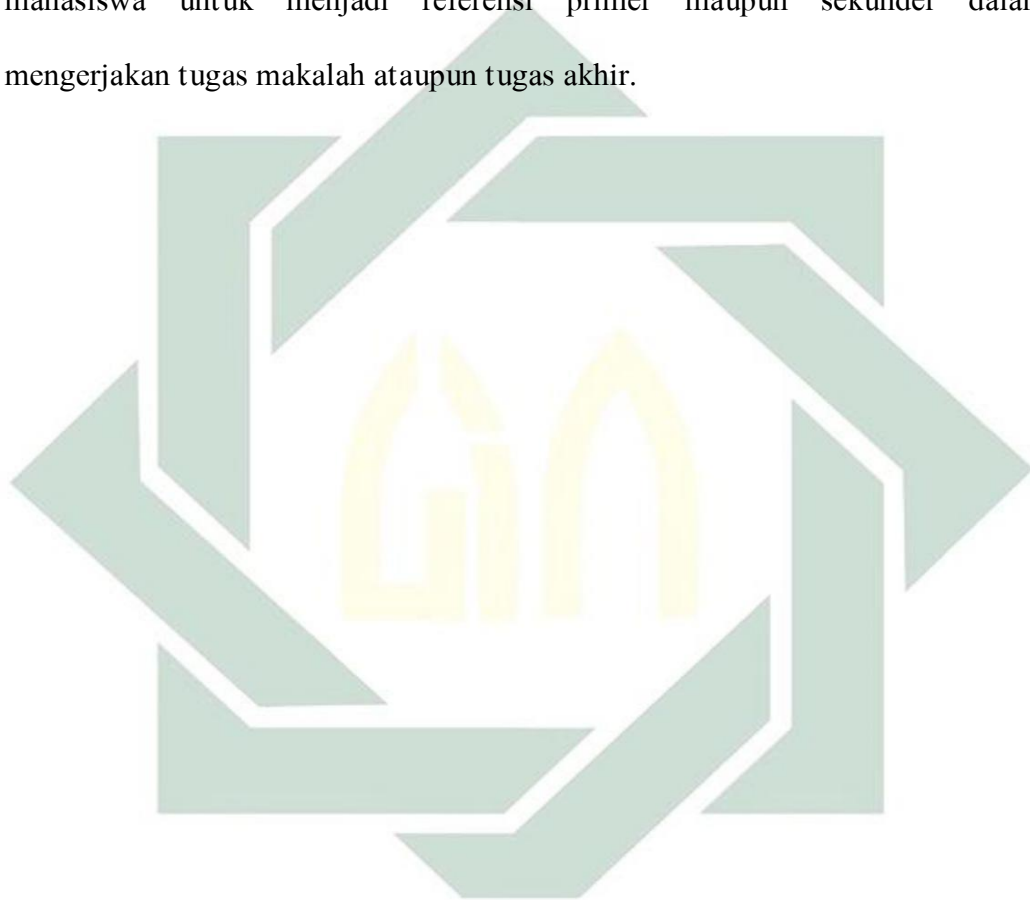 mahasiswa untuk menjadi referensi primer maupun sekunder
mengerjakan tugas makalah ataupun tugas akhir.